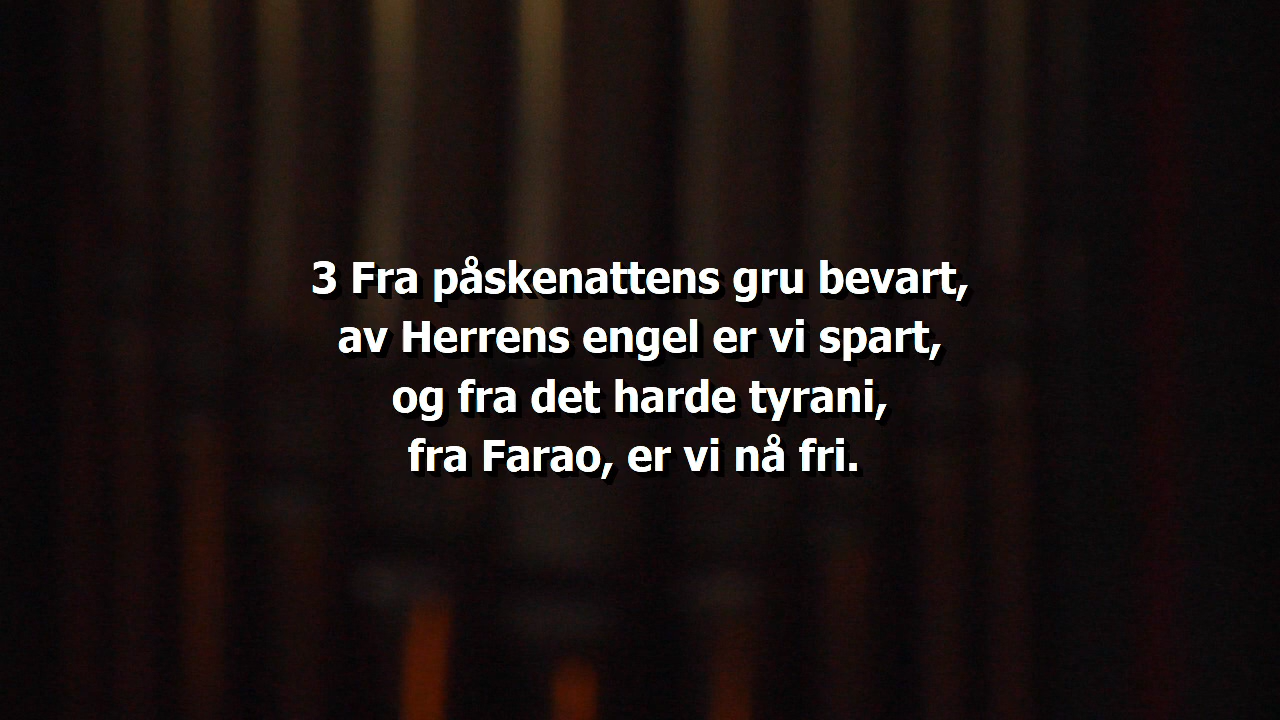 3 Fra påskenattens gru bevart,
av Herrens engel er vi spart,
og fra det harde tyrani,
fra Farao, er vi nå fri.